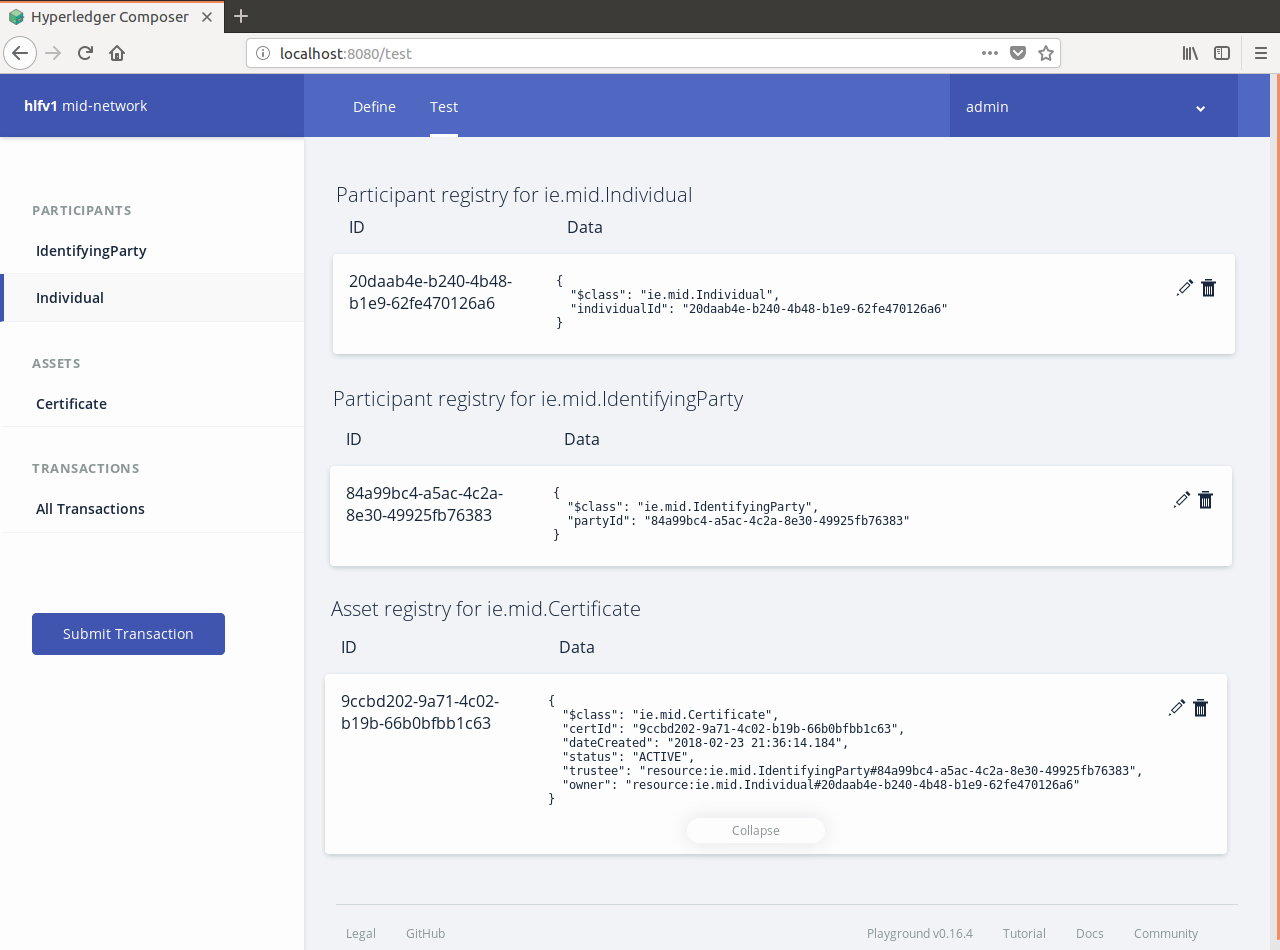 Hyperledger Composer
localhost:8080/test
hlfv1 mid-network
Define
Test
admin
PARTICIPANTS
IdentifyingParty
Individual
ASSETS
Certificate
TRANSACTIONS
All Transactions
Submit Transaction
Participant registry for ie.mid.Individual
ID Data
20daab4e-b240-4b48-
b1e9-62fe470126a6
{
"$class": "ie.mid.Individual",
"individualId": "20daab4e-b240-4b48-b1e9-62fe470126a6"
}
Participant registry for ie.mid.IdentifyingParty
ID Data
84a99bc4-a5ac-4c2a-
8e30-49925fb76383
{
"$class": "ie.mid.IdentifyingParty",
"partyId": "84a99bc4-a5ac-4c2a-8e30-49925fb76383"
}
Asset registry for ie.mid.Certificate
ID Data
9ccbd202-9a71-4c02-
b19b-66b0bfbb1c63
{
"$class": "ie.mid.Certificate",
"certId": "9ccbd202-9a71-4c02-b19b-66b0bfbb1c63",
"dateCreated": "2018-02-23 21:36:14.184",
"status": "ACTIVE",
"trustee": "resource:ie.mid.IdentifyingParty#84a99bc4-a5ac-4c2a-8e30-49925fb76383",
"owner": "resource:ie.mid.Individual#20daab4e-b240-4b48-b1e9-62fe470126a6"
}
Collapse
Legal GitHub Playground v0.16.4 Tutorial Docs Community